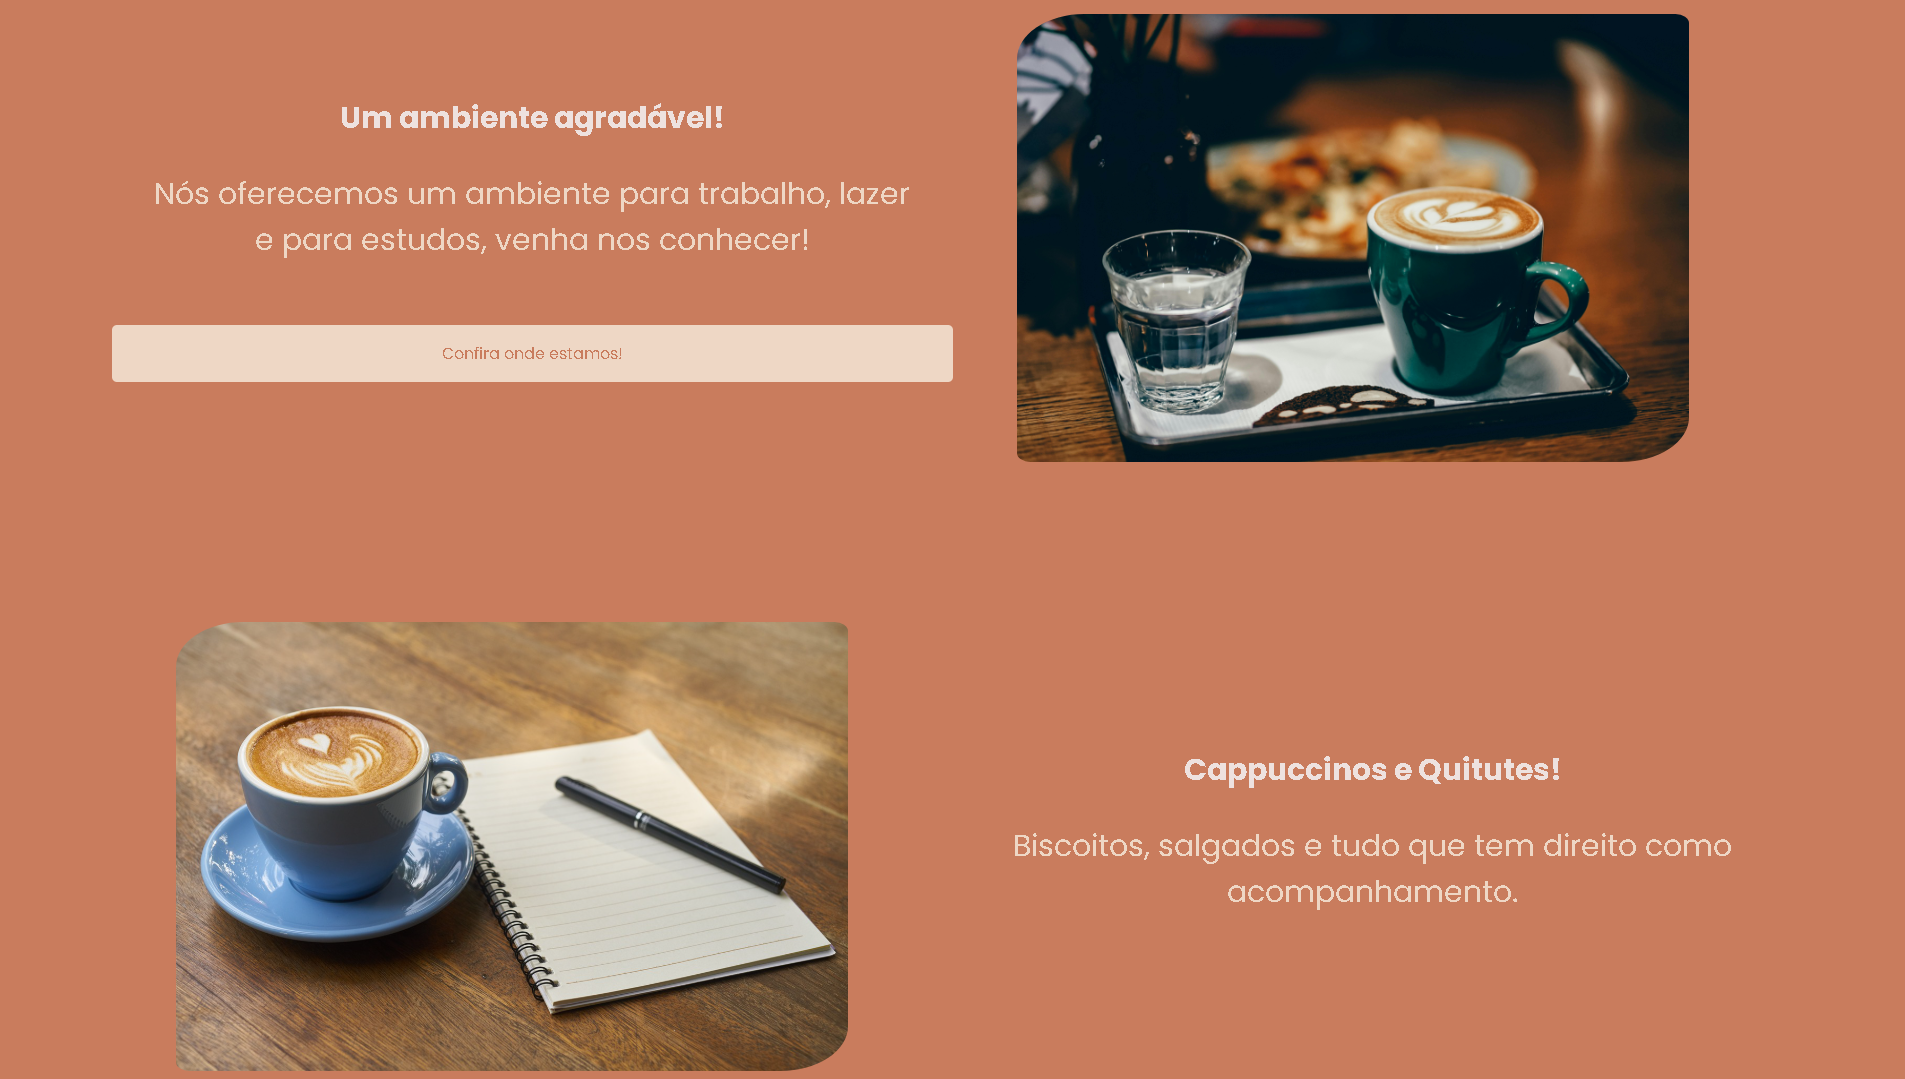 Um ambiente agradável!
Nós oferecemos um ambiente para trabalho, lazer
e para estudos, venha nos conhecer!
Confira onde estamos!
Cappuccinos e Quitutes!
Biscoitos, salgados e tudo que tem direito como
acompanhamento.